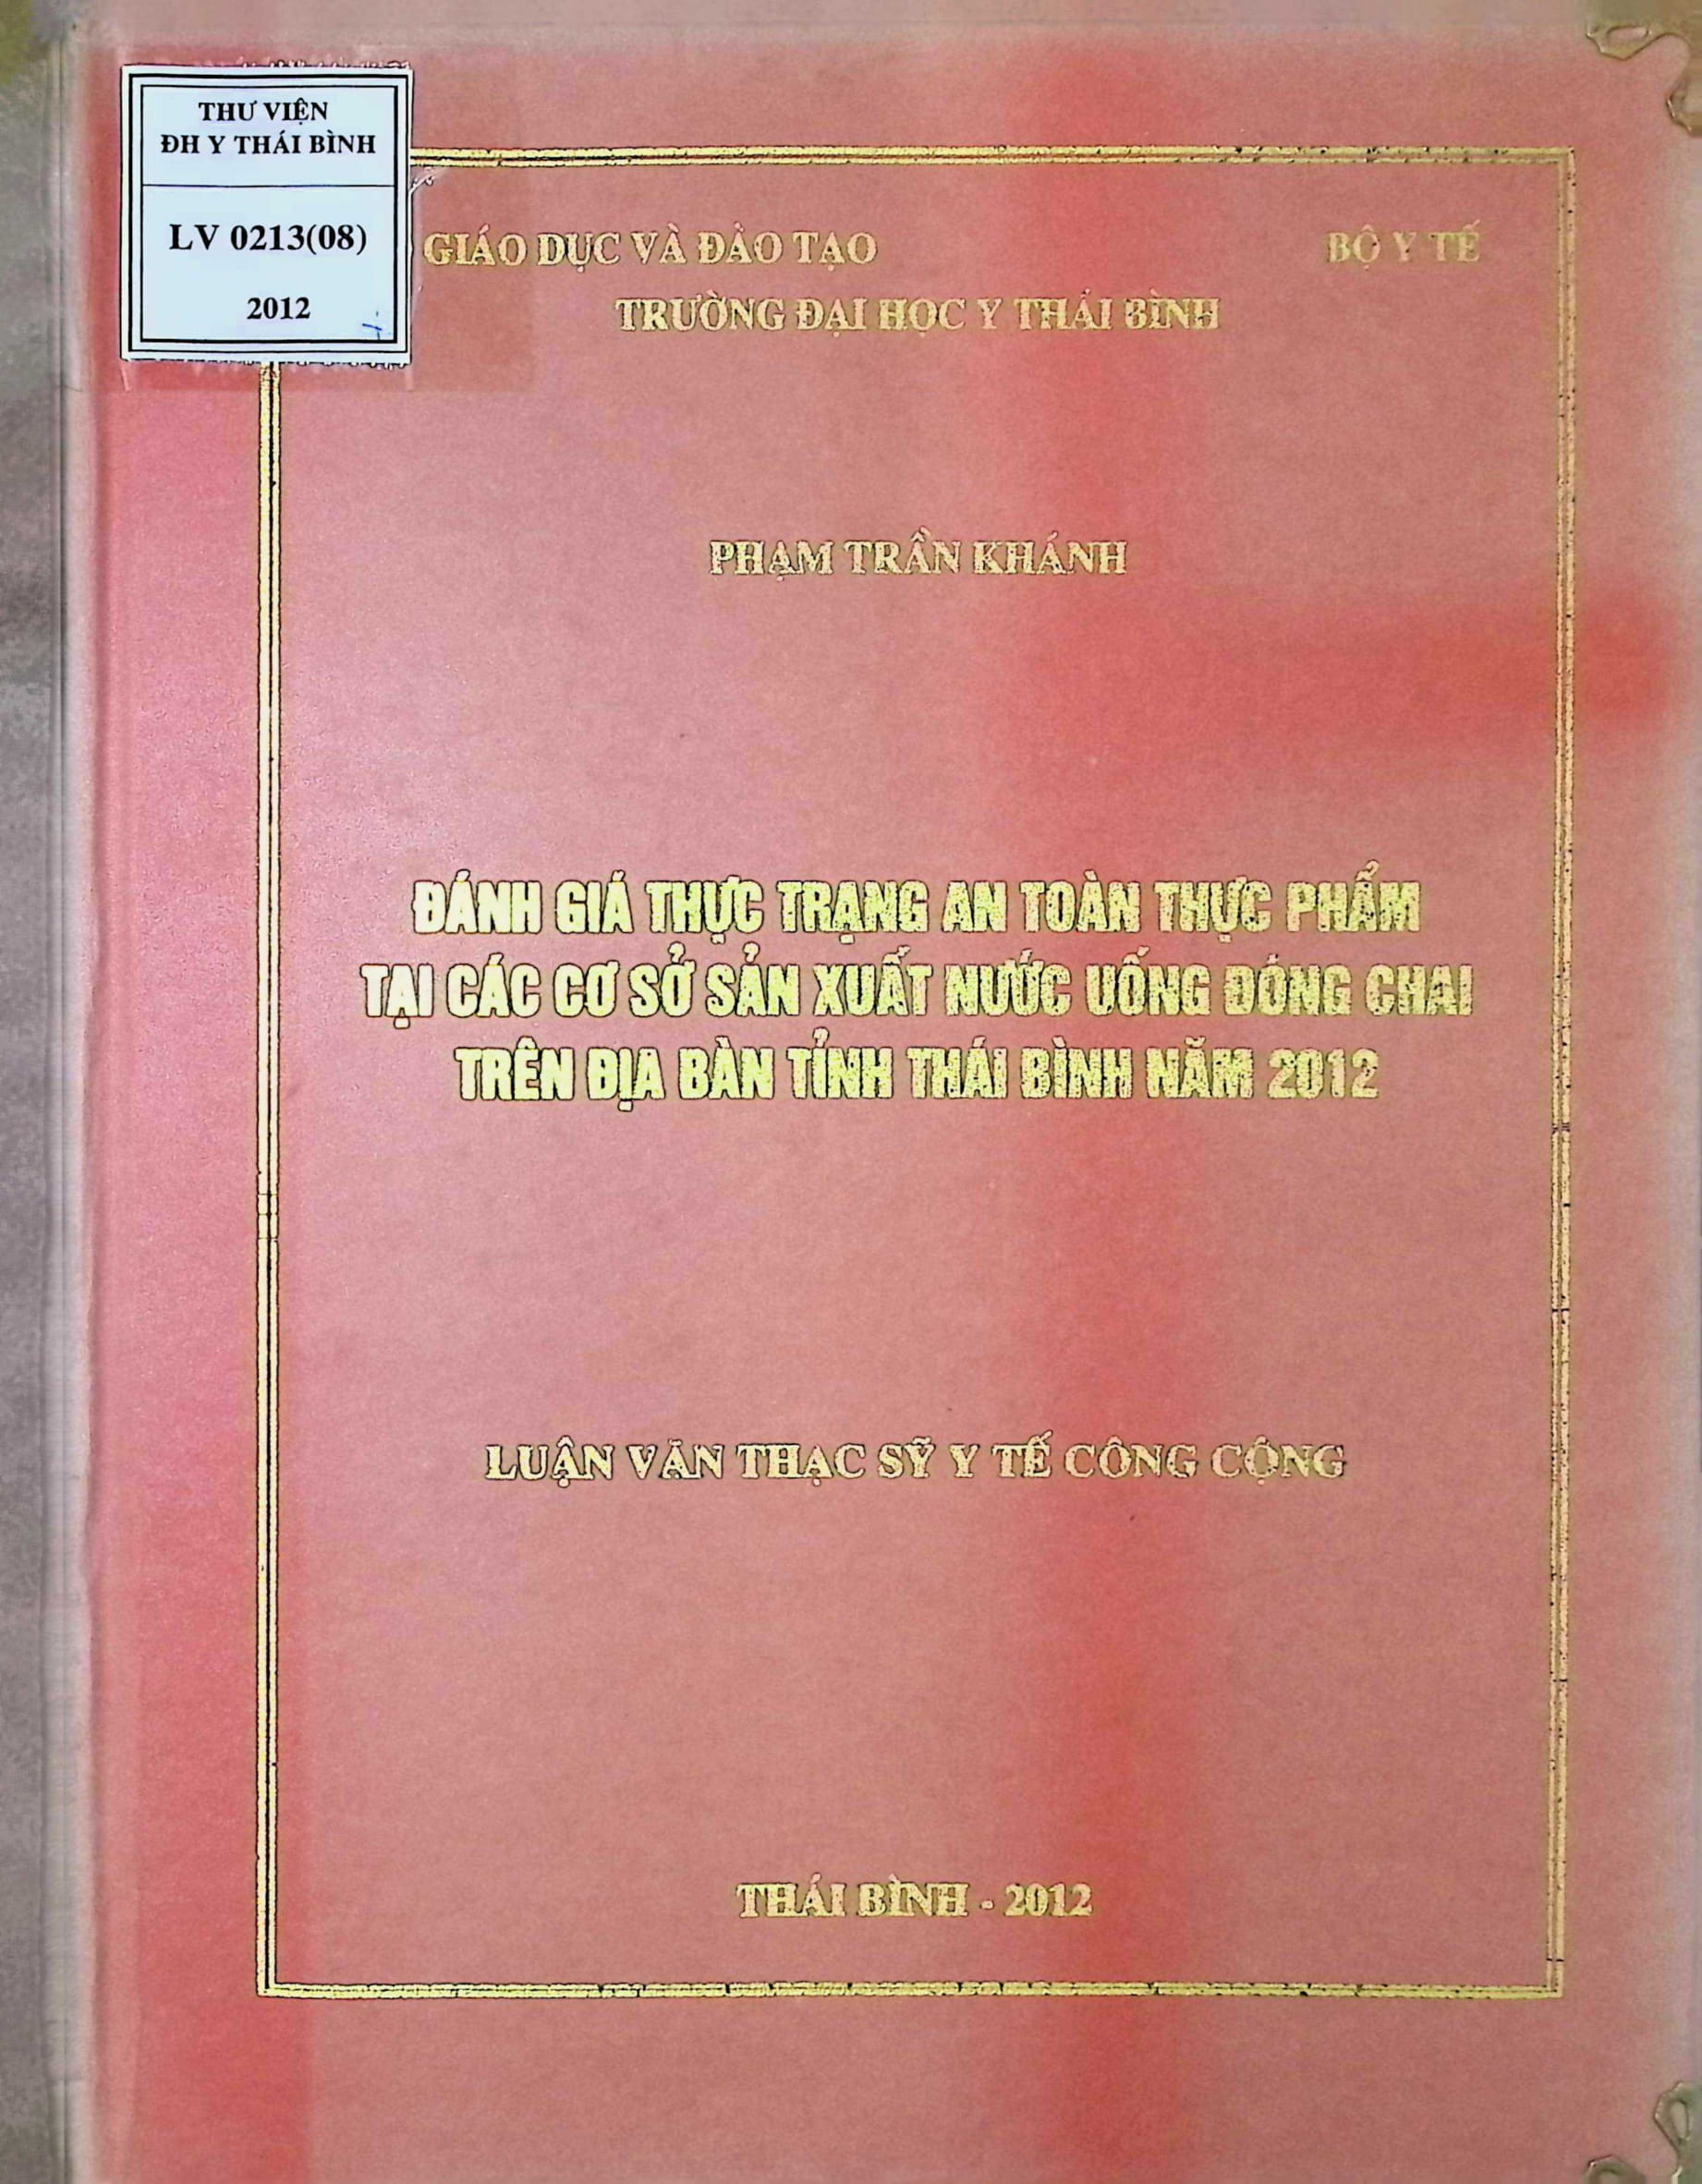 THƯ VIỆN
ĐH Y THÁI BÌNH
LV 0213(08)
2012
GIÁO DỤC VÀ ĐÀO TẠO BỘ Y TẾ
TRƯỜNG ĐẠI HỌC Y THÁI BÌNH
PHẠM TRẦN KHÁNH
ĐÁNH GIÁ THỰC TRẠNG AN TOÀN THỰC PHẨM
TẠI CÁC CƠ SỞ SẢN XUẤT NƯỚC UỐNG ĐÓNG CHAI
TRÊN ĐỊA BÀN TỈNH THÁI BÌNH NĂM 2012
LUẬN VĂN THẠC SỸ Y TẾ CÔNG CỘNG
THÁI BÌNH - 2012